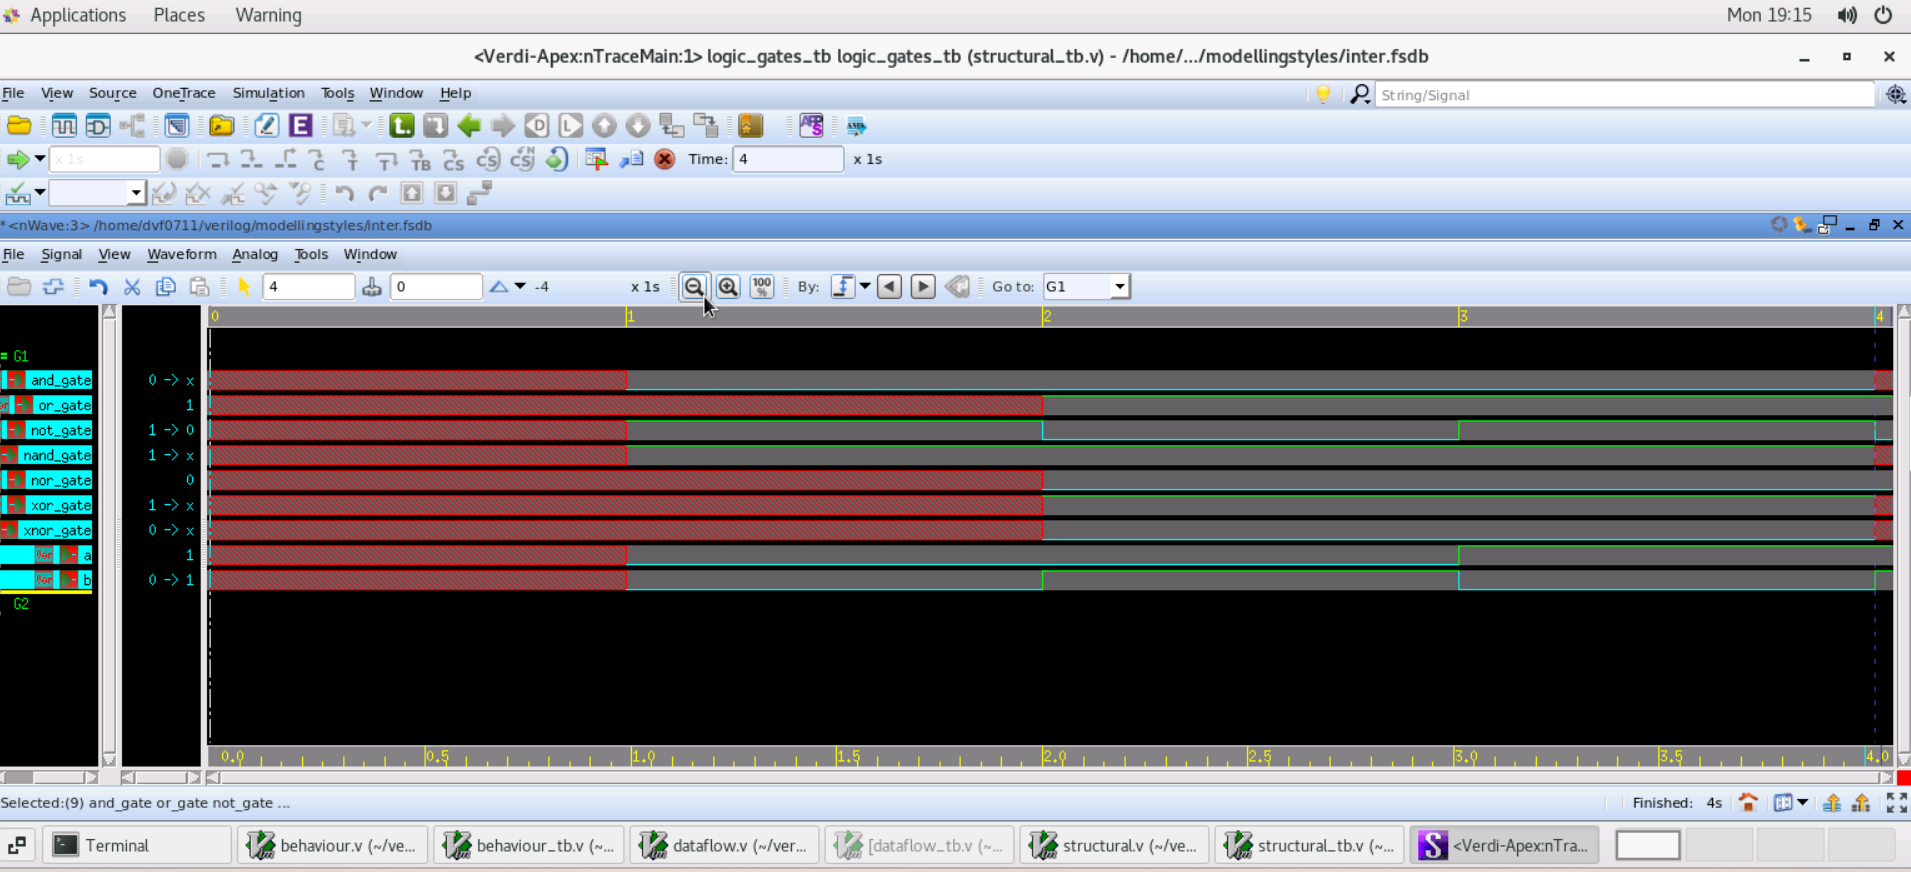 Applications Places Warning Mon 19:15
<Verdi-Apex:nTraceMain:1> logic_gates_tb logic_gates_tb (structural_tb.v) - /home/.../modellingstyles/inter.fsdb
File View Source OneTrace Simulation Tools Window Help String/Signal
x 1s Time: 4 x 1s
*<nWave:3> /home/dvf0711/verilog/modellingstyles/inter.fsdb
File Signal View Waveform Analog Tools Window
4 0 -4 x 1s 100 % By: Go to: G1
0 1 2 3 4
= G1
and_gate 0 -> x
or_gate 1
not_gate 1 -> 0
nand_gate 1 -> x
nor_gate 0
xor_gate 1 -> x
xnor_gate 0 -> x
a 1
b 0 -> 1
G2
0.0 0.5 1.0 1.5 2.0 2.5 3.0 3.5 4.0
Selected:(9) and_gate or_gate not_gate ... Finished: 4s
Terminal behaviour.v (~/ve... behaviour_tb.v (~... dataflow.v (~/ver... [dataflow_tb.v (~... structural.v (~/ve... structural_tb.v (~... <Verdi-Apex:nTra...